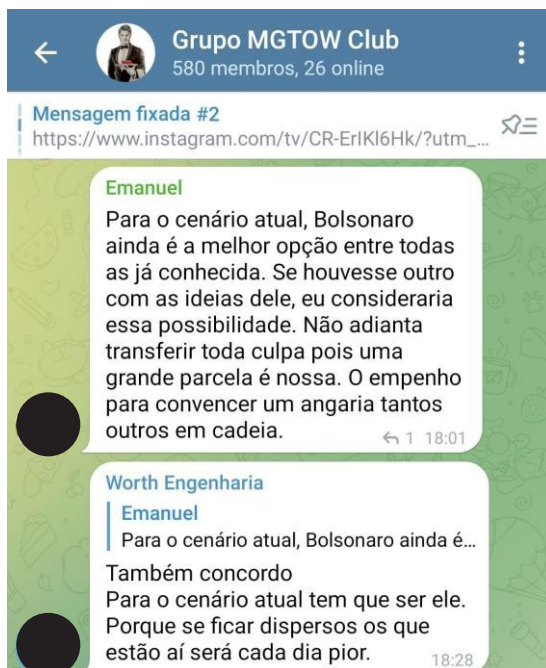 Grupo MGTOW Club
580 membros, 26 online
Mensagem fixada #2
https://www.instagram.com/tv/CR-ErIKl6Hk/?utm_...
Emanuel
Para o cenário atual, Bolsonaro
ainda é a melhor opção entre todas
as já conhecida. Se houvesse outro
com as ideias dele, eu consideraria
essa possibilidade. Não adianta
transferir toda culpa pois uma
grande parcela é nossa. O empenho
para convencer um angaria tantos
outros em cadeia.
1 18:01
Worth Engenharia
Emanuel
Para o cenário atual, Bolsonaro ainda é...
Também concordo
Para o cenário atual tem que ser ele.
Porque se ficar dispersos os que
estão aí será cada dia pior.
18:28